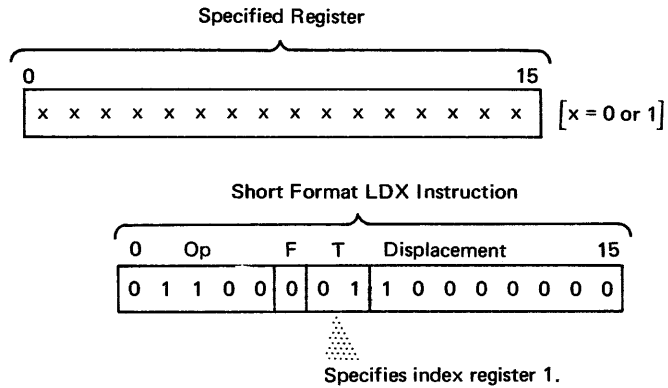 Specified Register
0 15
x x x x x x x x x x x x x x x x [x = 0 or 1]
Short Format LDX Instruction
0 Op F T Displacement 15
0 1 1 0 0 0 0 1 1 0 0 0 0 0 0 0
Specifies index register 1.